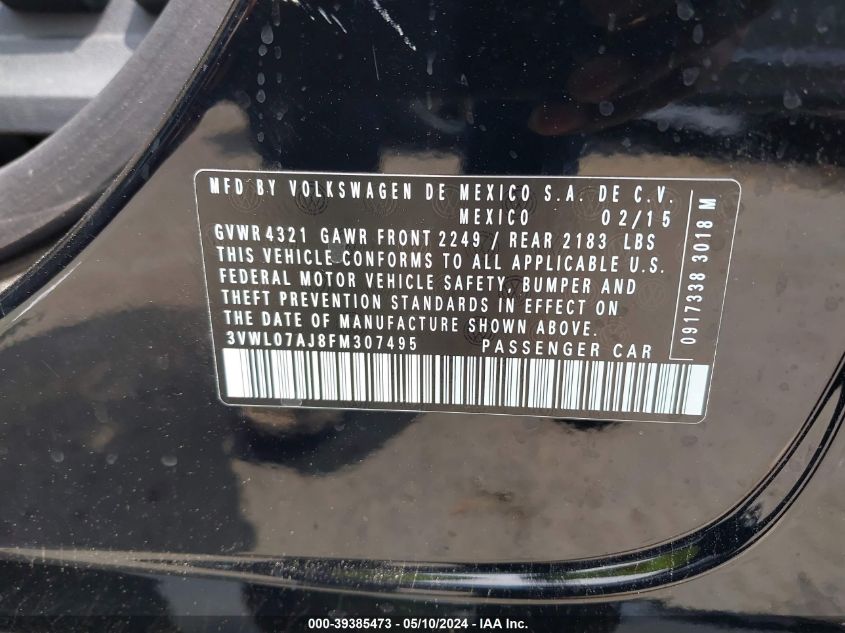 MFD BY VOLKSWAGEN DE MEXICO S.A. DE C.V.
MEXICO 02/15
GVWR 4321 GAWR FRONT 2249 / REAR 2183 LBS
THIS VEHICLE CONFORMS TO ALL APPLICABLE U.S.
FEDERAL MOTOR VEHICLE SAFETY, BUMPER AND
THEFT PREVENTION STANDARDS IN EFFECT ON
THE DATE OF MANUFACTURE SHOWN ABOVE.
3VWL07AJ8FM307495 PASSENGER CAR
0917338 3018 M
000-39385473 - 05/10/2024 - IAA Inc.